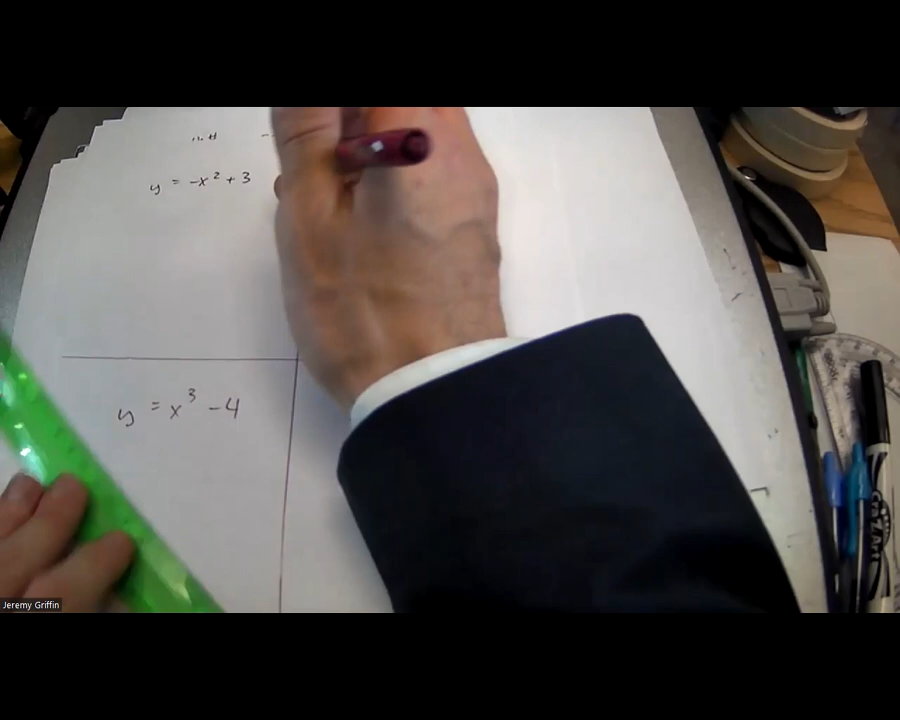 y = -x² + 3
y = x³ - 4
Jeremy Griffin